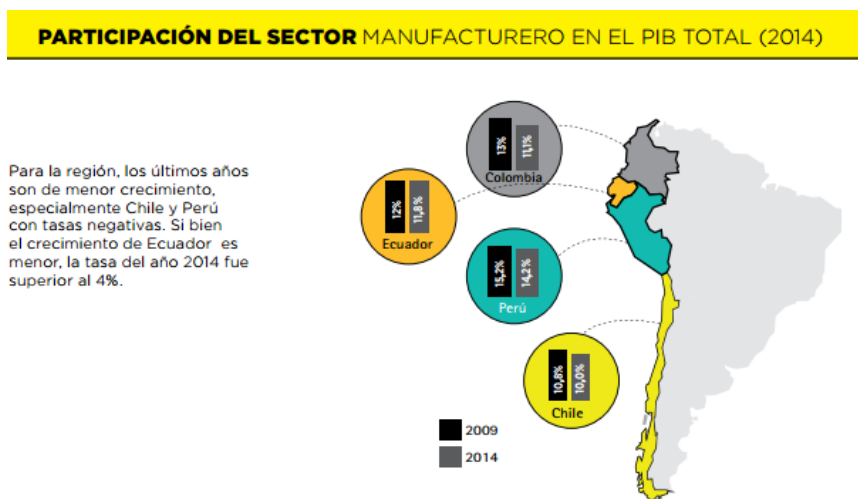 PARTICIPACIÓN DEL SECTOR MANUFACTURERO EN EL PIB TOTAL (2014)
Para la región, los últimos años
son de menor crecimiento,
especialmente Chile y Perú
con tasas negativas. Si bien
el crecimiento de Ecuador es
menor, la tasa del año 2014 fue
superior al 4%.
13% 11,1%
Colombia
12% 11,8%
Ecuador
15,2% 14,2%
Perú
10,8% 10,0%
Chile
2009
2014